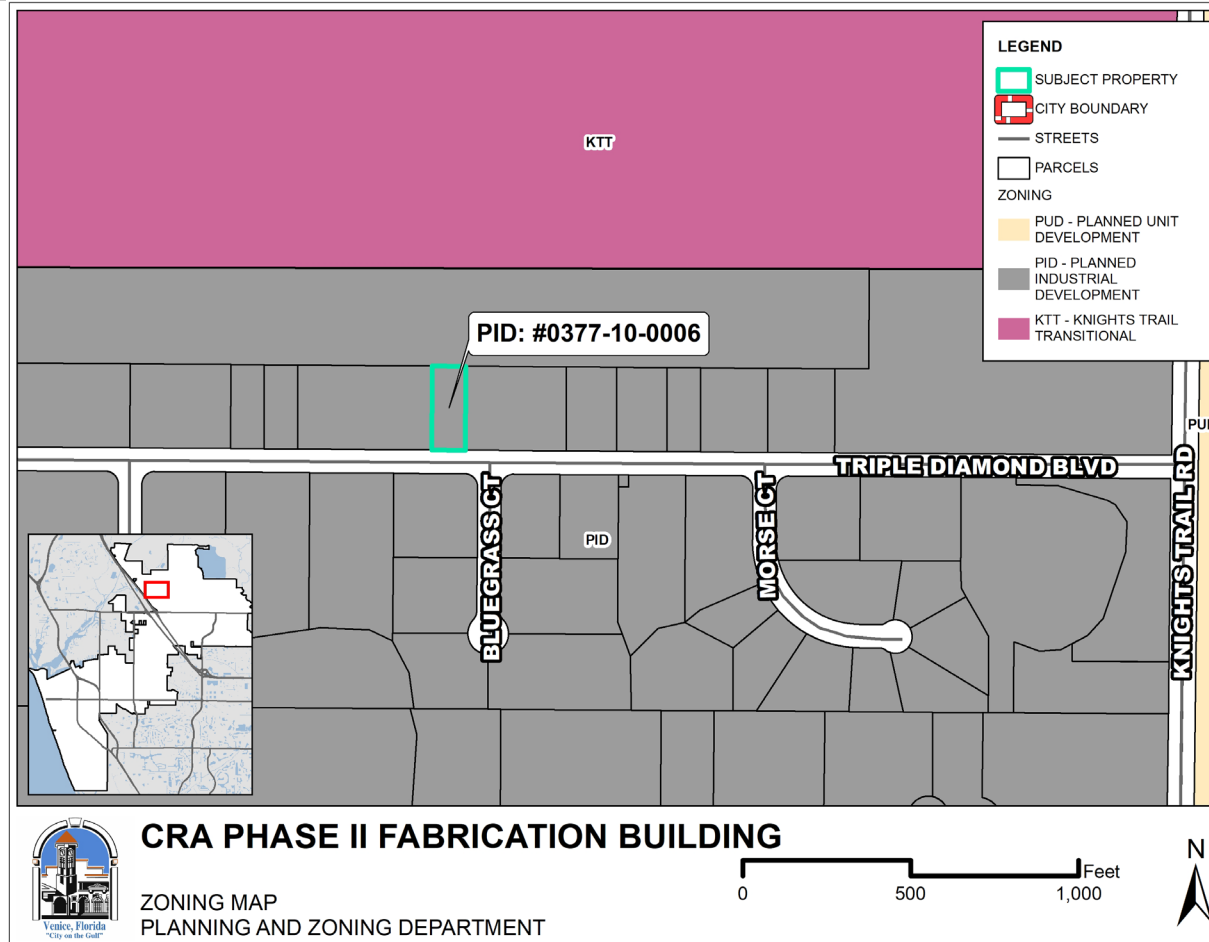 LEGEND
SUBJECT PROPERTY
CITY BOUNDARY
STREETS
PARCELS
ZONING
PUD - PLANNED UNIT
DEVELOPMENT
PID - PLANNED
INDUSTRIAL
DEVELOPMENT
KTT - KNIGHTS TRAIL
TRANSITIONAL
KTT
PID: #0377-10-0006
PU
TRIPLE DIAMOND BLVD
BLUEGRASS CT
PID
MORSE CT
KNIGHTS TRAIL RD
CRA PHASE II FABRICATION BUILDING
ZONING MAP
PLANNING AND ZONING DEPARTMENT
Venice, Florida
"City on the Gulf"
Feet
0 500 1,000
N